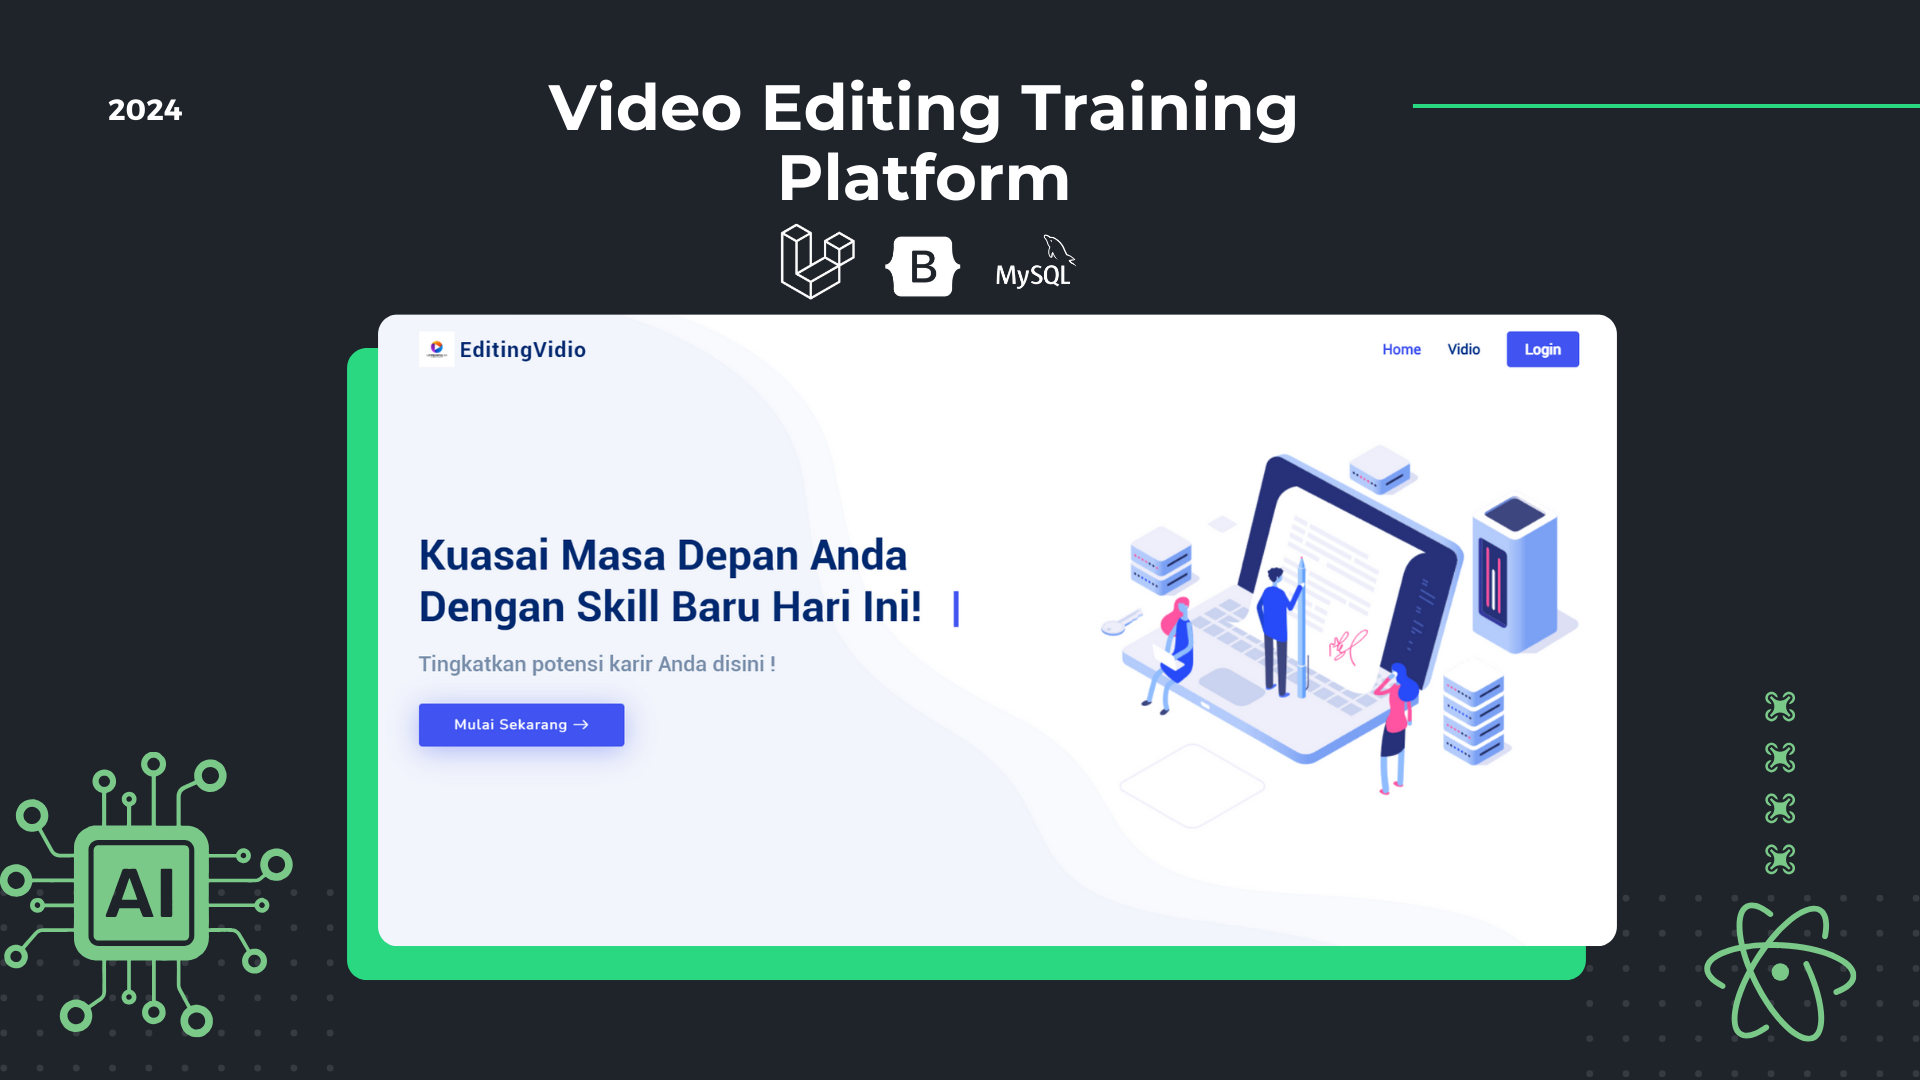 2024
Video Editing Training
Platform
B
MySQL
EditingVidio
Home
Vidio
Login
Kuasai Masa Depan Anda
Dengan Skill Baru Hari Ini! |
Tingkatkan potensi karir Anda disini !
Mulai Sekarang →
AI